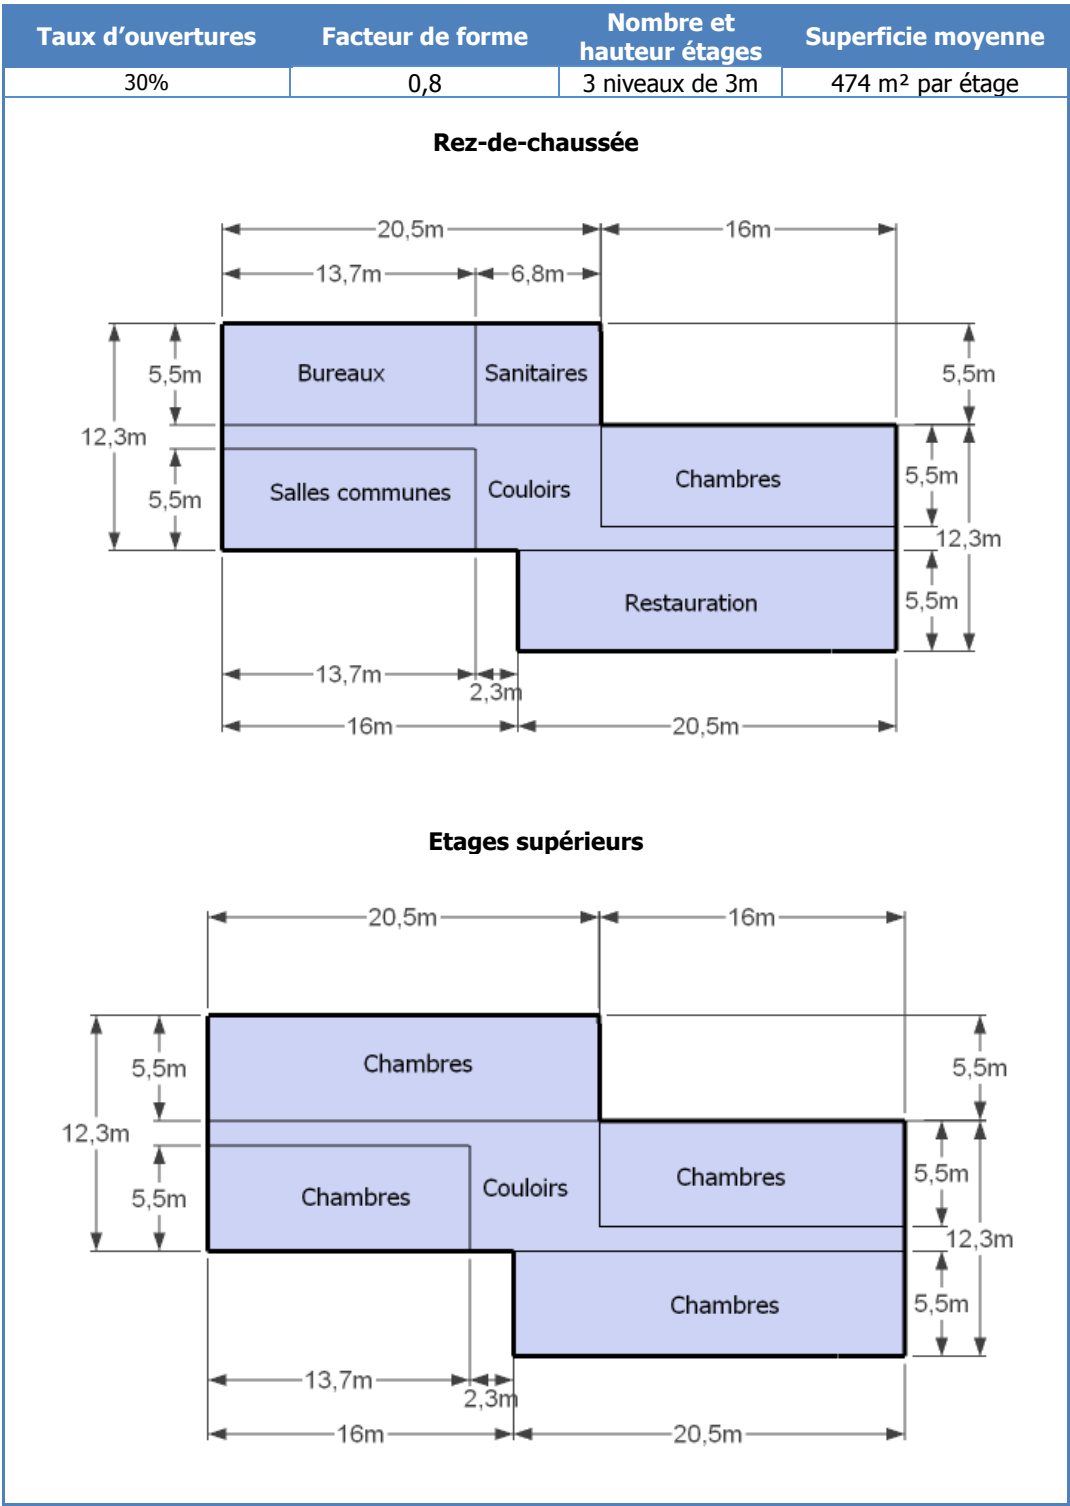 Taux d’ouvertures
Facteur de forme
Nombre et
hauteur étages
Superficie moyenne
30%
0,8
3 niveaux de 3m
474 m² par étage
Rez-de-chaussée
20,5m
16m
13,7m
6,8m
Bureaux
Sanitaires
5,5m
5,5m
12,3m
Chambres
5,5m
Salles communes
Couloirs
5,5m
12,3m
Restauration
5,5m
13,7m
2,3m
16m
20,5m
Etages supérieurs
20,5m
16m
Chambres
5,5m
5,5m
12,3m
Chambres
5,5m
Chambres
Couloirs
5,5m
12,3m
Chambres
5,5m
13,7m
2,3m
16m
20,5m